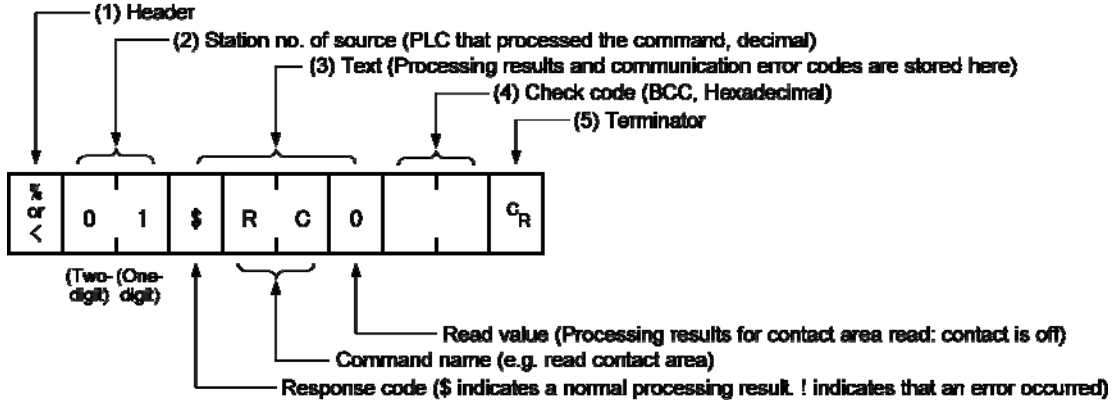 (1) Header
(2) Station no. of source (PLC that processed the command, decimal)
(3) Text (Processing results and communication error codes are stored here)
(4) Check code (BCC, Hexadecimal)
(5) Terminator
% or < 0 1 $ R C 0 CR
(Two-digit) (One-digit)
Read value (Processing results for contact area read: contact is off)
Command name (e.g. read contact area)
Response code ($ indicates a normal processing result. ! indicates that an error occurred)